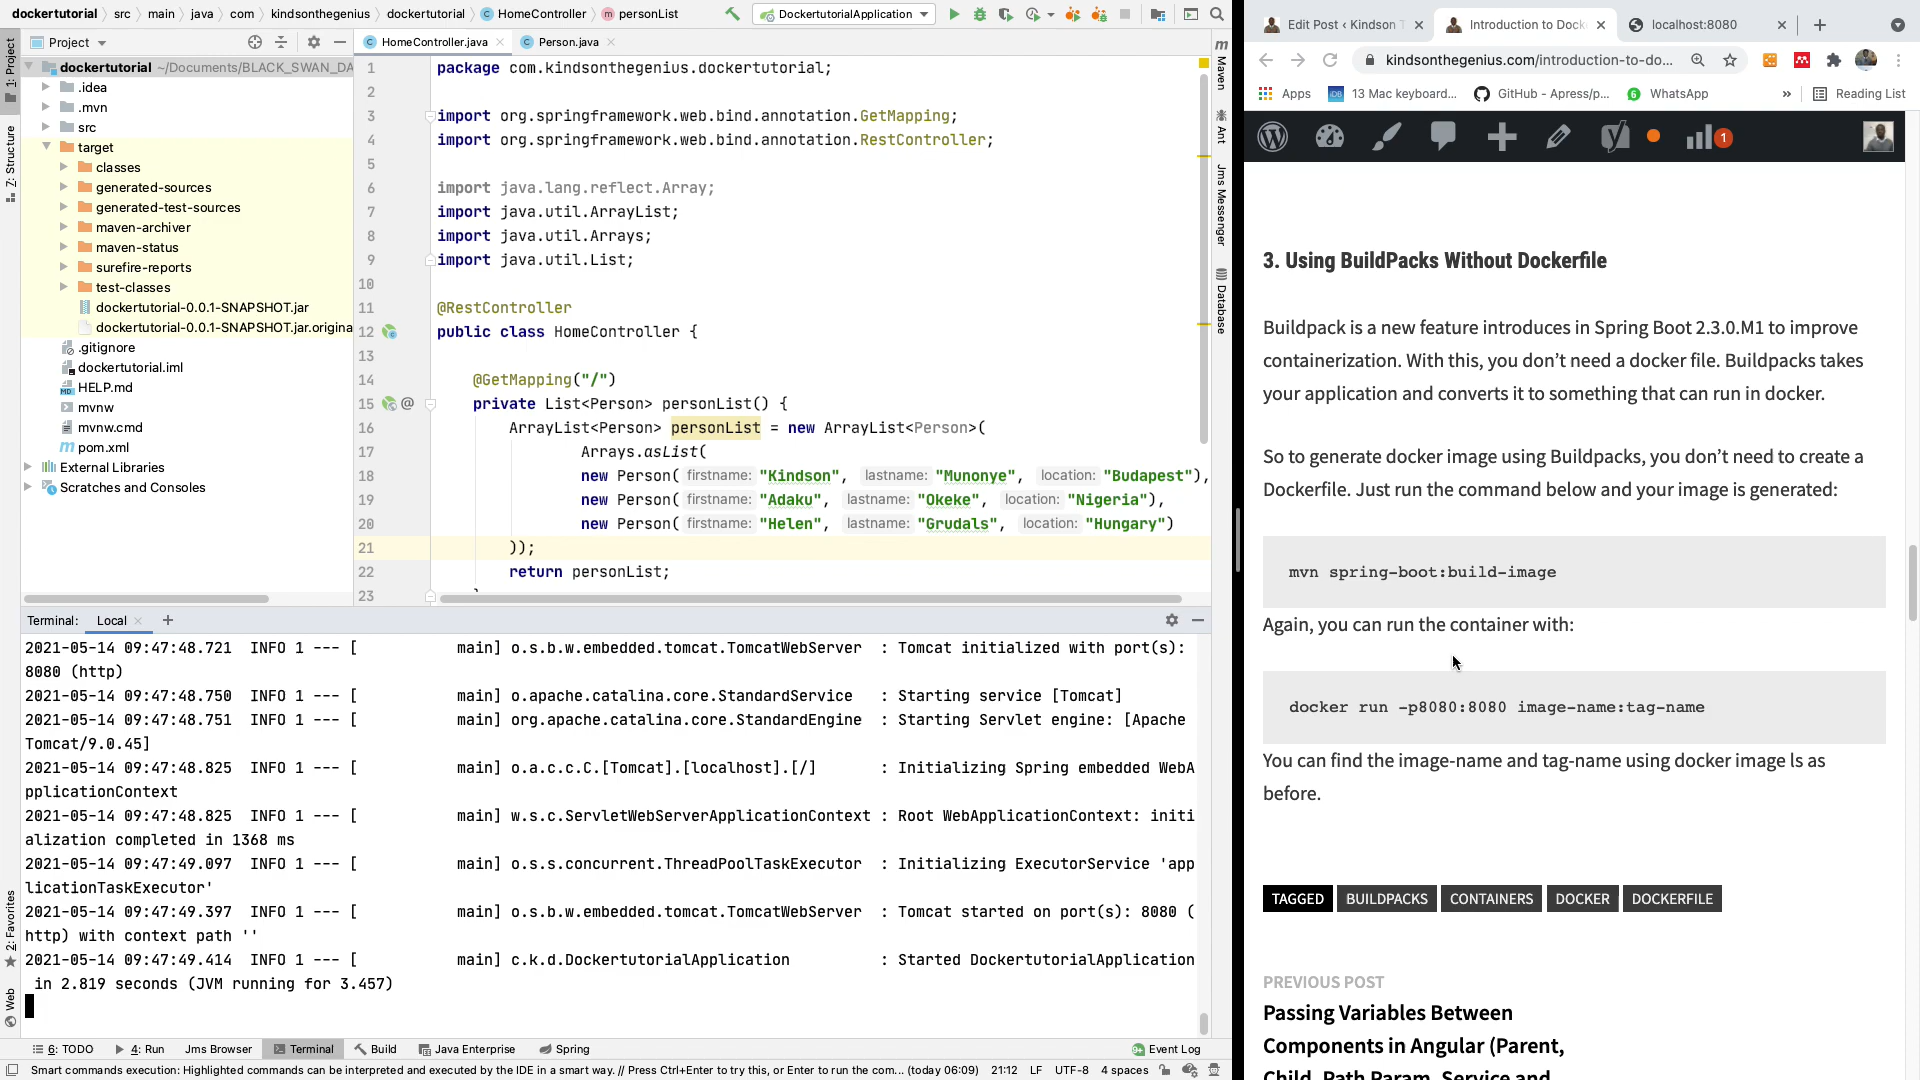 dockertutorial src main java com kindsonthegenius dockertutorial HomeController personList
DockertutorialApplication
Project
HomeController.java
Person.java
1: Project
Z: Structure
2: Favorites
Web
dockertutorial ~/Documents/BLACK_SWAN_DA
.idea
.mvn
src
target
classes
generated-sources
generated-test-sources
maven-archiver
maven-status
surefire-reports
test-classes
dockertutorial-0.0.1-SNAPSHOT.jar
dockertutorial-0.0.1-SNAPSHOT.jar.origina
.gitignore
dockertutorial.iml
HELP.md
mvnw
mvnw.cmd
pom.xml
External Libraries
Scratches and Consoles
1 package com.kindsonthegenius.dockertutorial;
2
3 import org.springframework.web.bind.annotation.GetMapping;
4 import org.springframework.web.bind.annotation.RestController;
5
6 import java.lang.reflect.Array;
7 import java.util.ArrayList;
8 import java.util.Arrays;
9 import java.util.List;
10
11 @RestController
12 public class HomeController {
13
14 @GetMapping("/")
15 @ private List<Person> personList() {
16 ArrayList<Person> personList = new ArrayList<Person>(
17 Arrays.asList(
18 new Person( firstname: "Kindson", lastname: "Munonye", location: "Budapest"),
19 new Person( firstname: "Adaku", lastname: "Okeke", location: "Nigeria"),
20 new Person( firstname: "Helen", lastname: "Grudals", location: "Hungary")
21 ));
22 return personList;
23
Maven
Ant
Jms Messenger
Database
Terminal: Local +
2021-05-14 09:47:48.721 INFO 1 --- [ main] o.s.b.w.embedded.tomcat.TomcatWebServer : Tomcat initialized with port(s):
8080 (http)
2021-05-14 09:47:48.750 INFO 1 --- [ main] o.apache.catalina.core.StandardService : Starting service [Tomcat]
2021-05-14 09:47:48.751 INFO 1 --- [ main] org.apache.catalina.core.StandardEngine : Starting Servlet engine: [Apache
Tomcat/9.0.45]
2021-05-14 09:47:48.825 INFO 1 --- [ main] o.a.c.c.C.[Tomcat].[localhost].[/] : Initializing Spring embedded WebA
pplicationContext
2021-05-14 09:47:48.825 INFO 1 --- [ main] w.s.c.ServletWebServerApplicationContext : Root WebApplicationContext: initi
alization completed in 1368 ms
2021-05-14 09:47:49.097 INFO 1 --- [ main] o.s.s.concurrent.ThreadPoolTaskExecutor : Initializing ExecutorService 'app
licationTaskExecutor'
2021-05-14 09:47:49.397 INFO 1 --- [ main] o.s.b.w.embedded.tomcat.TomcatWebServer : Tomcat started on port(s): 8080 (
http) with context path ''
2021-05-14 09:47:49.414 INFO 1 --- [ main] c.k.d.DockertutorialApplication : Started DockertutorialApplication
in 2.819 seconds (JVM running for 3.457)
6: TODO 4: Run Jms Browser Terminal Build Java Enterprise Spring Event Log
Smart commands execution: Highlighted commands can be interpreted and executed by the IDE in a smart way. // Press Ctrl+Enter to try this, or Enter to run the com... (today 06:09) 21:12 LF UTF-8 4 spaces
Edit Post ‹ Kindson T
Introduction to Dock
localhost:8080
kindsonthegenius.com/introduction-to-do...
Apps 13 Mac keyboard... GitHub - Apress/p... WhatsApp » Reading List
1
3. Using BuildPacks Without Dockerfile
Buildpack is a new feature introduces in Spring Boot 2.3.0.M1 to improve
containerization. With this, you don’t need a docker file. Buildpacks takes
your application and converts it to something that can run in docker.
So to generate docker image using Buildpacks, you don’t need to create a
Dockerfile. Just run the command below and your image is generated:
mvn spring-boot:build-image
Again, you can run the container with:
docker run -p8080:8080 image-name:tag-name
You can find the image-name and tag-name using docker image ls as
before.
TAGGED BUILDPACKS CONTAINERS DOCKER DOCKERFILE
PREVIOUS POST
Passing Variables Between
Components in Angular (Parent,
Child, Path Param, Service and